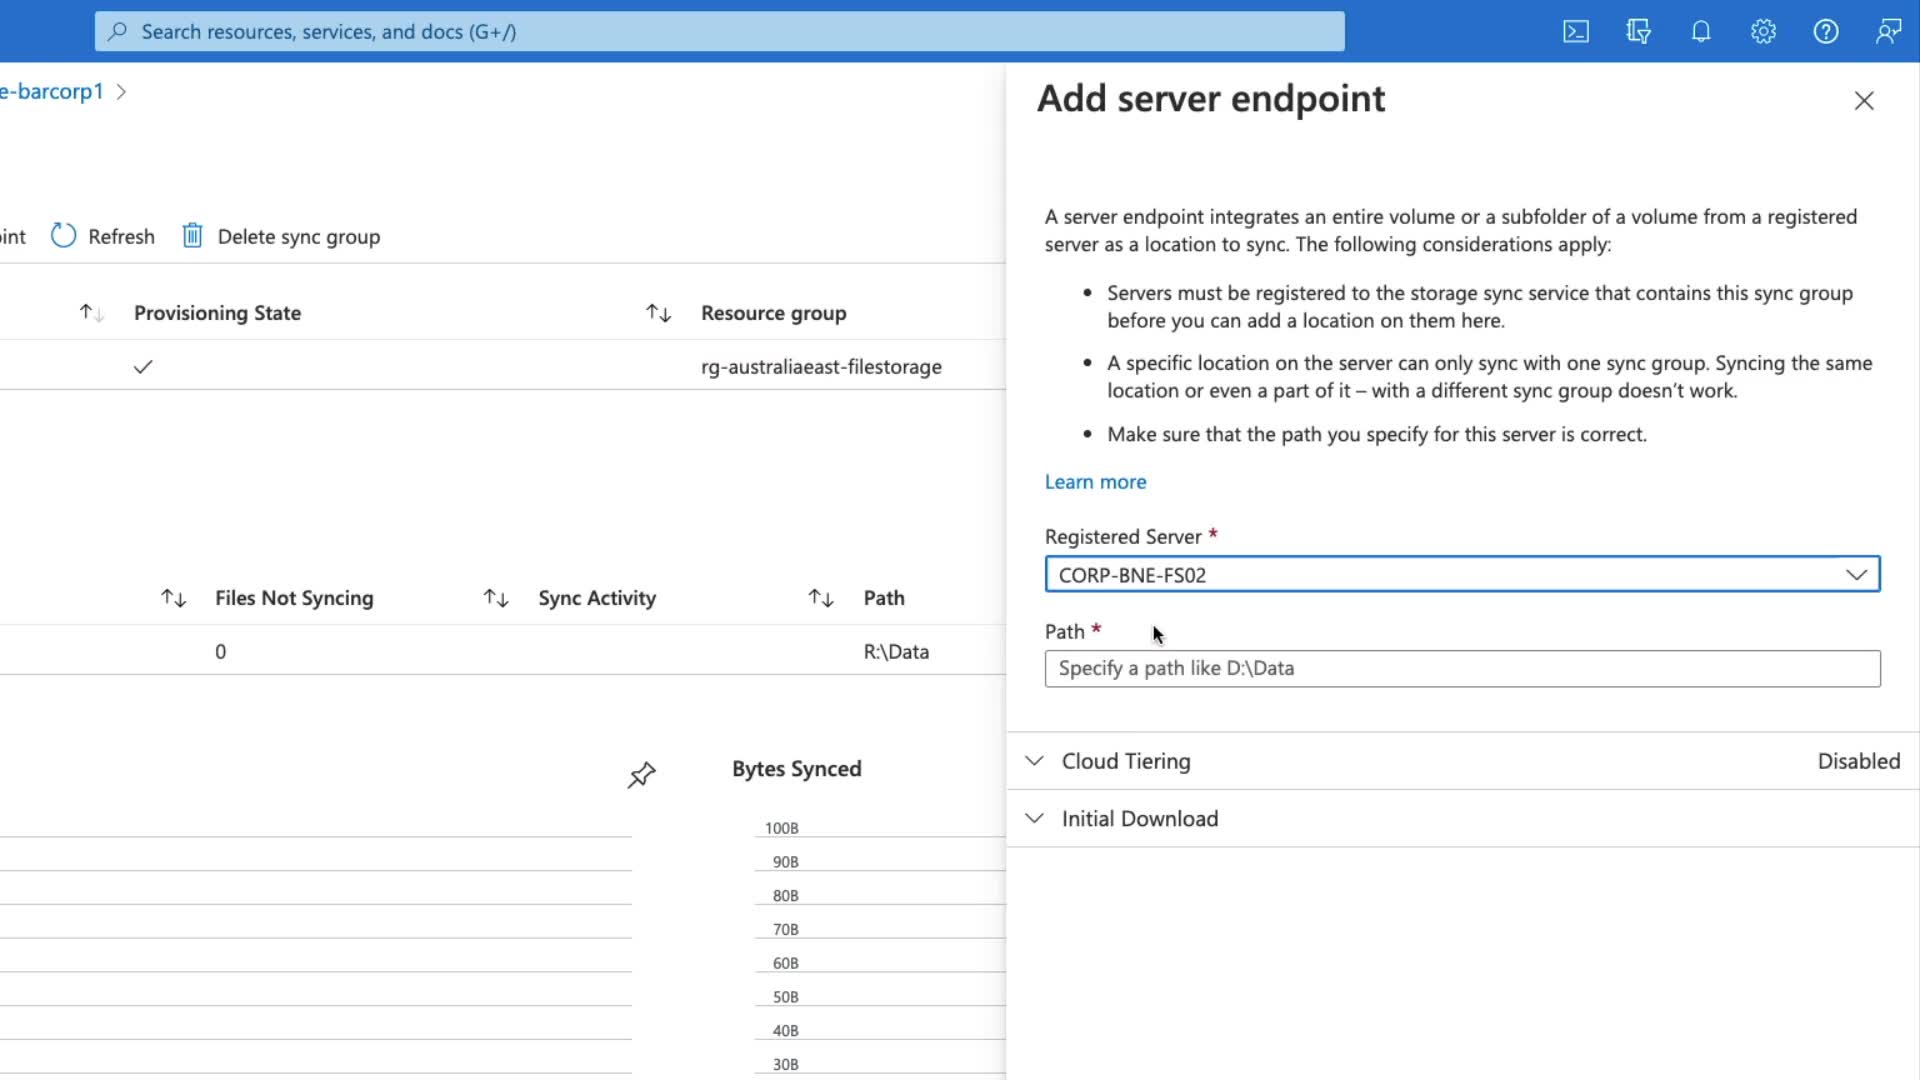 Search resources, services, and docs (G+/)
e-barcorp1
int Refresh Delete sync group
Provisioning State Resource group
rg-australiaeast-filestorage
Files Not Syncing Sync Activity Path
0 R:\Data
Bytes Synced
100B
90B
80B
70B
60B
50B
40B
30B
Add server endpoint
A server endpoint integrates an entire volume or a subfolder of a volume from a registered
server as a location to sync. The following considerations apply:
• Servers must be registered to the storage sync service that contains this sync group
before you can add a location on them here.
• A specific location on the server can only sync with one sync group. Syncing the same
location or even a part of it – with a different sync group doesn’t work.
• Make sure that the path you specify for this server is correct.
Learn more
Registered Server *
CORP-BNE-FS02
Path *
Specify a path like D:\Data
Cloud Tiering Disabled
Initial Download